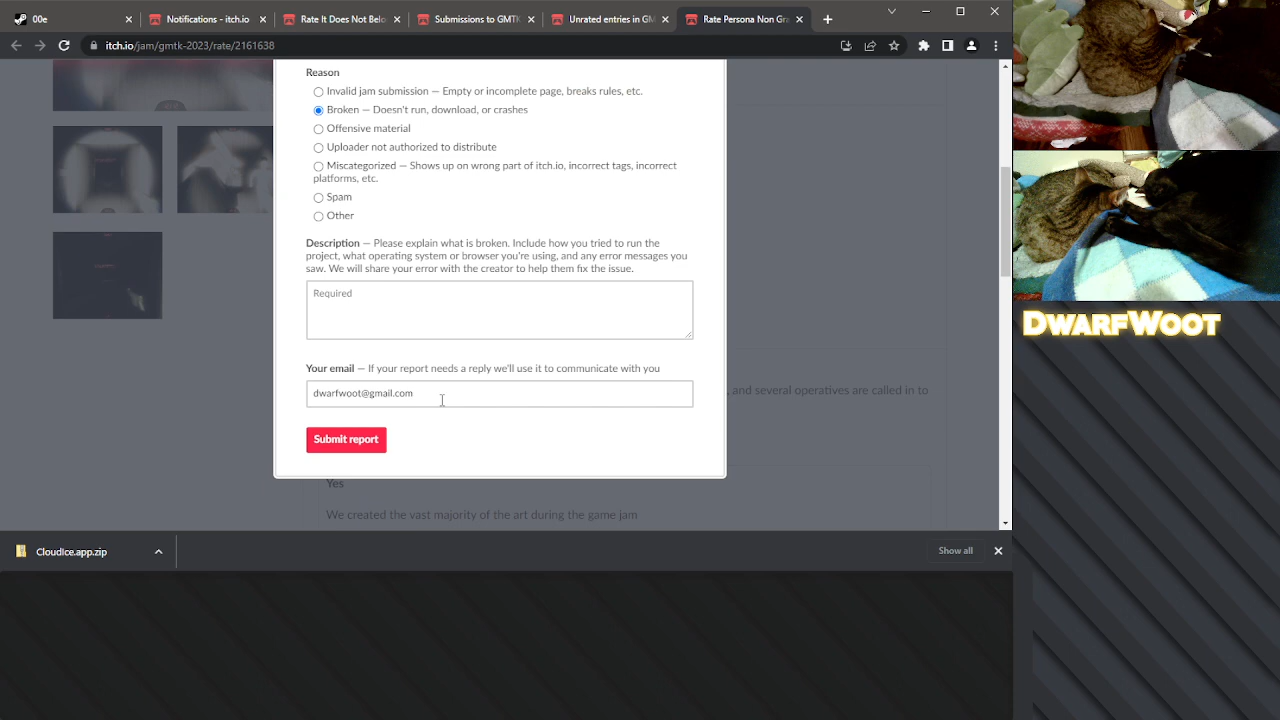 00e
Notifications - itch.io
Rate It Does Not Belo
Submissions to GMTK
Unrated entries in GM
Rate Persona Non Gra
itch.io/jam/gmtk-2023/rate/2161638
Reason
Invalid jam submission — Empty or incomplete page, breaks rules, etc.
Broken — Doesn't run, download, or crashes
Offensive material
Uploader not authorized to distribute
Miscategorized — Shows up on wrong part of itch.io, incorrect tags, incorrect
platforms, etc.
Spam
Other
Description — Please explain what is broken. Include how you tried to run the
project, what operating system or browser you're using, and any error messages you
saw. We will share your error with the creator to help them fix the issue.
Required
Your email — If your report needs a reply we'll use it to communicate with you
, and several operatives are called in to
dwarfwoot@gmail.com
Submit report
Yes
We created the vast majority of the art during the game jam
CloudIce.app.zip
Show all
DwarfWoot